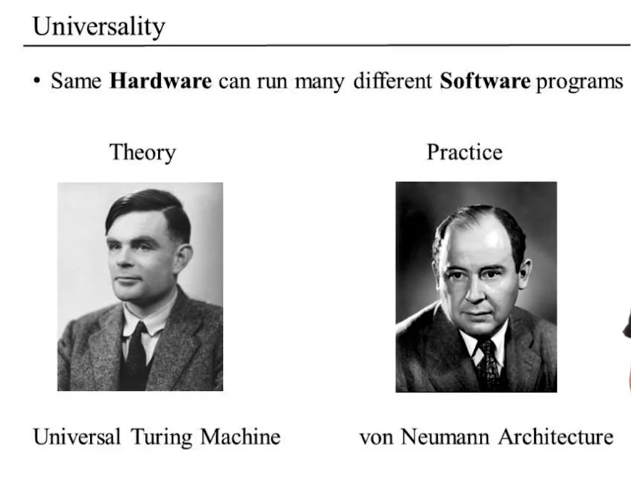 Universality
• Same Hardware can run many different Software programs
Theory
Practice
Universal Turing Machine
von Neumann Architecture